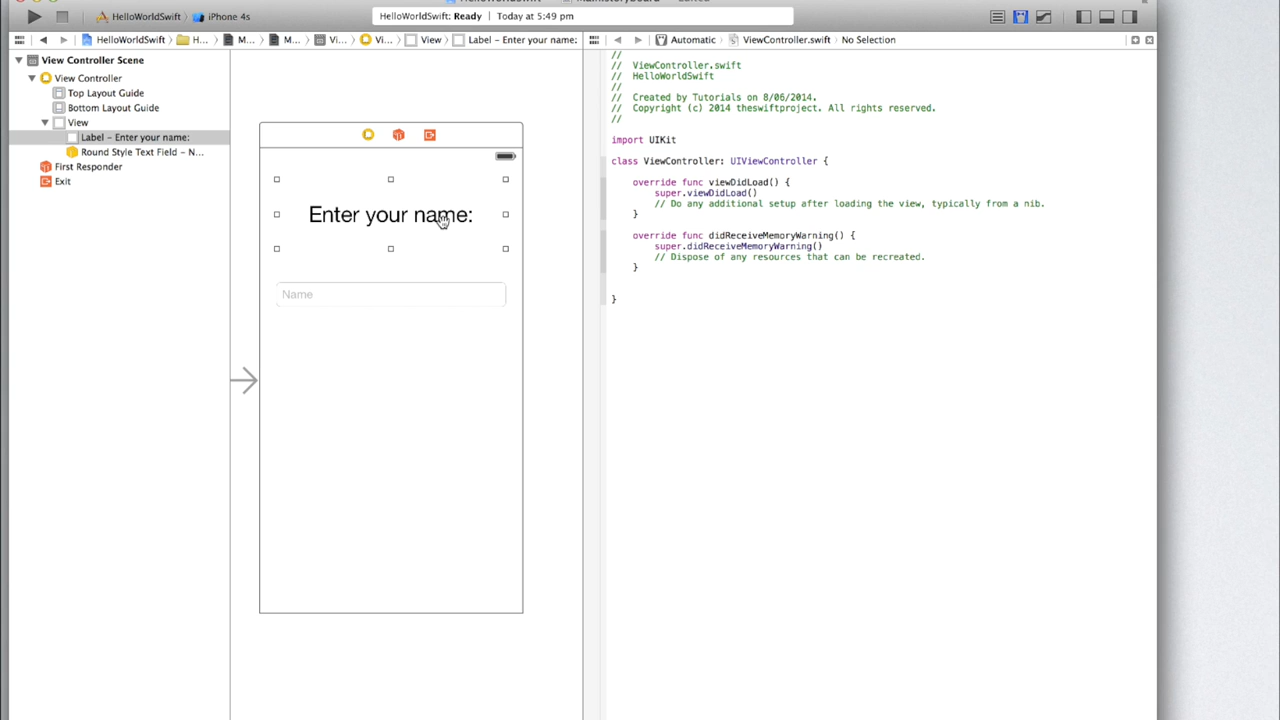 HelloWorldSwift iPhone 4s
HelloWorldSwift: Ready Today at 5:49 pm
HelloWorldSwift H... M... M... Vi... Vi... View Label - Enter your name:
Automatic ViewController.swift No Selection
View Controller Scene
View Controller
Top Layout Guide
Bottom Layout Guide
View
Label - Enter your name:
Round Style Text Field - N...
First Responder
Exit
Enter your name:
Name
//
// ViewController.swift
// HelloWorldSwift
//
// Created by Tutorials on 8/06/2014.
// Copyright (c) 2014 theswiftproject. All rights reserved.
//
import UIKit
class ViewController: UIViewController {
override func viewDidLoad() {
super.viewDidLoad()
// Do any additional setup after loading the view, typically from a nib.
}
override func didReceiveMemoryWarning() {
super.didReceiveMemoryWarning()
// Dispose of any resources that can be recreated.
}
}